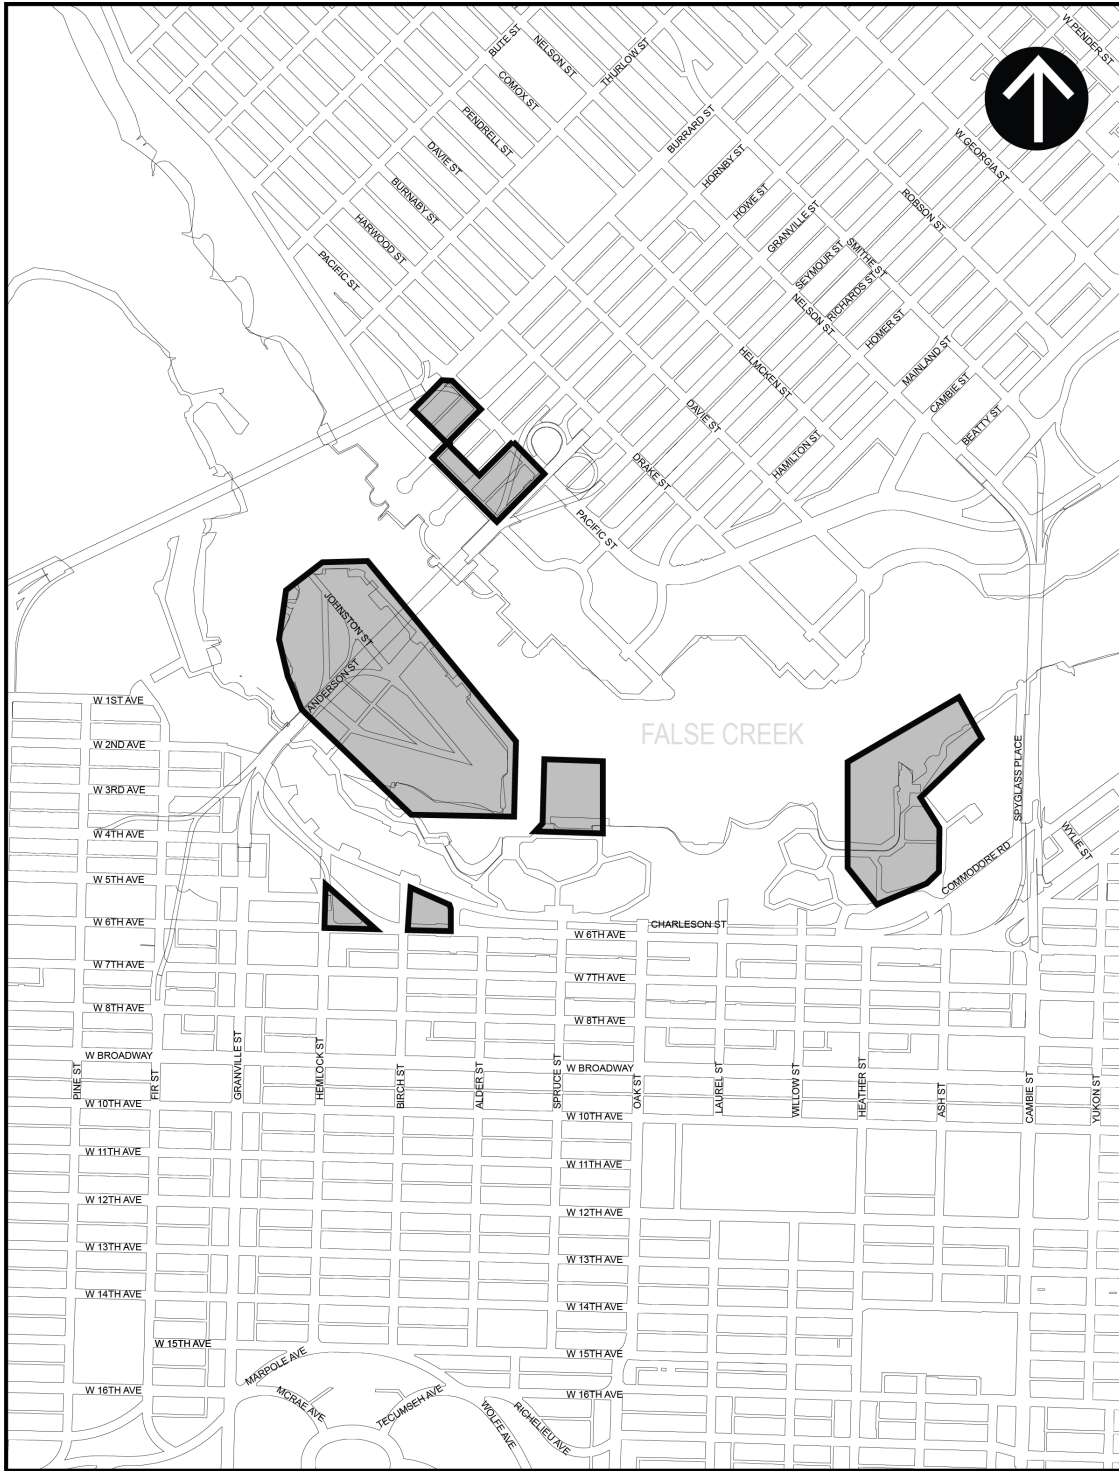 W PENDER ST
BUTE ST
NELSON ST
THURLOW ST
COMOX ST
PENDRELL ST
BURRARD ST
DAVIE ST
HORNBY ST
W GEORGIA ST
BURNABY ST
HOWE ST
ROBSON ST
HARWOOD ST
GRANVILLE ST
SMITHE ST
PACIFIC ST
SEYMOUR ST
RICHARDS ST
NELSON ST
HOMER ST
MAINLAND ST
HELMCKEN ST
CAMBIE ST
DAVIE ST
BEATTY ST
HAMILTON ST
DRAKE ST
PACIFIC ST
JOHNSTON ST
ANDERSON ST
W 1ST AVE
FALSE CREEK
W 2ND AVE
SPYGLASS PLACE
W 3RD AVE
W 4TH AVE
WYLIE ST
COMMODORE RD
W 5TH AVE
W 6TH AVE
CHARLESON ST
W 6TH AVE
W 7TH AVE
W 7TH AVE
W 8TH AVE
W 8TH AVE
W BROADWAY
W BROADWAY
PINE ST
FIR ST
GRANVILLE ST
HEMLOCK ST
BIRCH ST
ALDER ST
SPRUCE ST
OAK ST
LAUREL ST
WILLOW ST
HEATHER ST
ASH ST
CAMBIE ST
YUKON ST
W 10TH AVE
W 10TH AVE
W 11TH AVE
W 11TH AVE
W 12TH AVE
W 12TH AVE
W 13TH AVE
W 13TH AVE
W 14TH AVE
W 14TH AVE
W 15TH AVE
W 15TH AVE
MARPOLE AVE
W 16TH AVE
W 16TH AVE
MCRAE AVE
TECUMSEH AVE
WOLFE AVE
RICHELIEU AVE